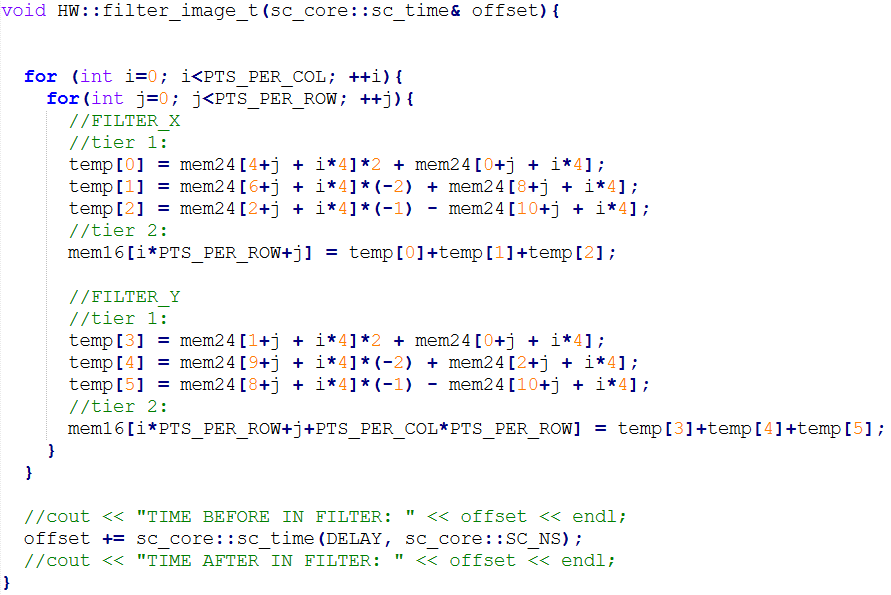 void HW::filter_image_t(sc_core::sc_time& offset){
for (int i=0; i<PTS_PER_COL; ++i){
for(int j=0; j<PTS_PER_ROW; ++j){
//FILTER_X
//tier 1:
temp[0] = mem24[4+j + i*4]*2 + mem24[0+j + i*4];
temp[1] = mem24[6+j + i*4]*(-2) + mem24[8+j + i*4];
temp[2] = mem24[2+j + i*4]*(-1) - mem24[10+j + i*4];
//tier 2:
mem16[i*PTS_PER_ROW+j] = temp[0]+temp[1]+temp[2];
//FILTER_Y
//tier 1:
temp[3] = mem24[1+j + i*4]*2 + mem24[0+j + i*4];
temp[4] = mem24[9+j + i*4]*(-2) + mem24[2+j + i*4];
temp[5] = mem24[8+j + i*4]*(-1) - mem24[10+j + i*4];
//tier 2:
mem16[i*PTS_PER_ROW+j+PTS_PER_COL*PTS_PER_ROW] = temp[3]+temp[4]+temp[5];
}
}
//cout << "TIME BEFORE IN FILTER: " << offset << endl;
offset += sc_core::sc_time(DELAY, sc_core::SC_NS);
//cout << "TIME AFTER IN FILTER: " << offset << endl;
}